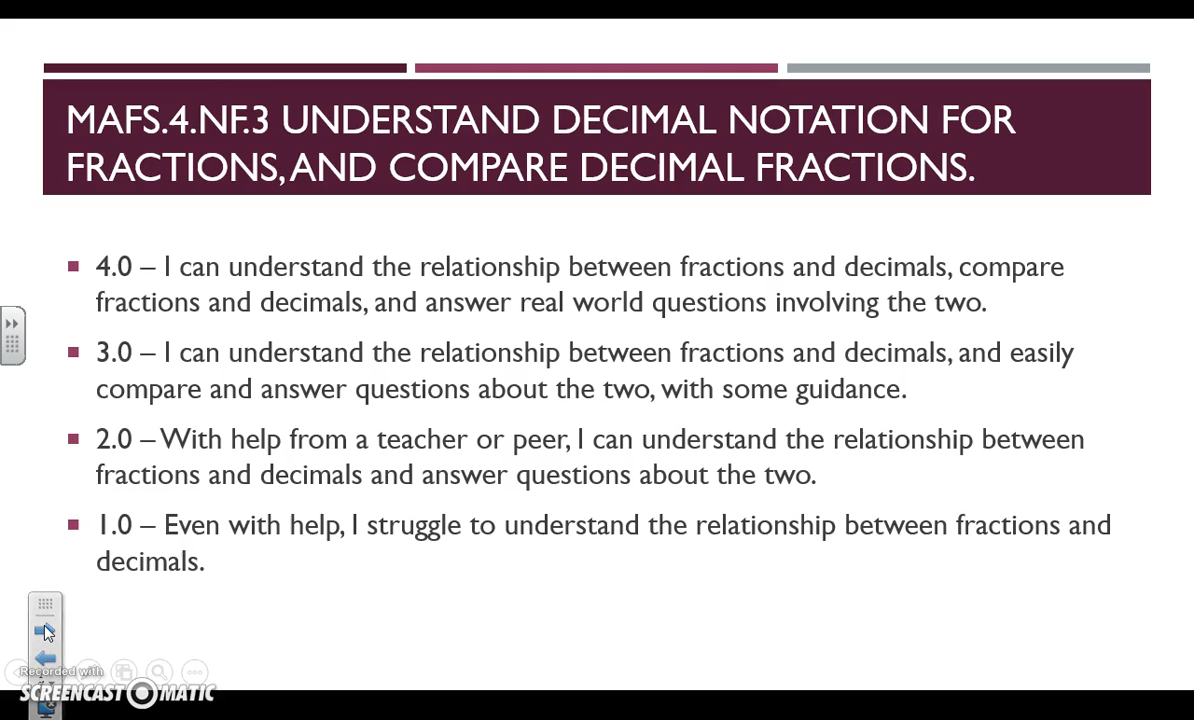 MAFS.4.NF.3 UNDERSTAND DECIMAL NOTATION FOR
FRACTIONS, AND COMPARE DECIMAL FRACTIONS.
4.0 – I can understand the relationship between fractions and decimals, compare
fractions and decimals, and answer real world questions involving the two.
3.0 – I can understand the relationship between fractions and decimals, and easily
compare and answer questions about the two, with some guidance.
2.0 – With help from a teacher or peer, I can understand the relationship between
fractions and decimals and answer questions about the two.
1.0 – Even with help, I struggle to understand the relationship between fractions and
decimals.
Recorded with
SCREENCAST MATIC